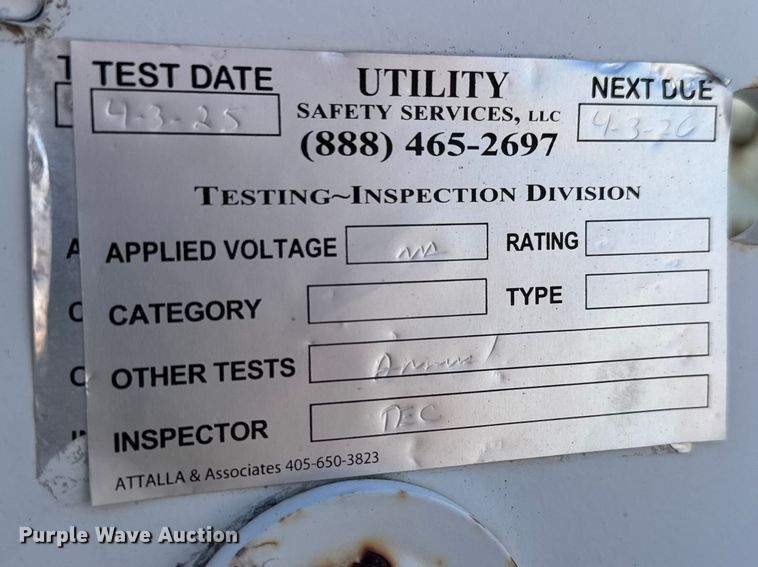 TEST DATE UTILITY NEXT DUE
4-3-25 SAFETY SERVICES, LLC 4-3-26
(888) 465-2697
TESTING~INSPECTION DIVISION
APPLIED VOLTAGE RATING
CATEGORY TYPE
OTHER TESTS Annual
INSPECTOR TEC
ATTALLA & Associates 405-650-3823
Purple Wave Auction